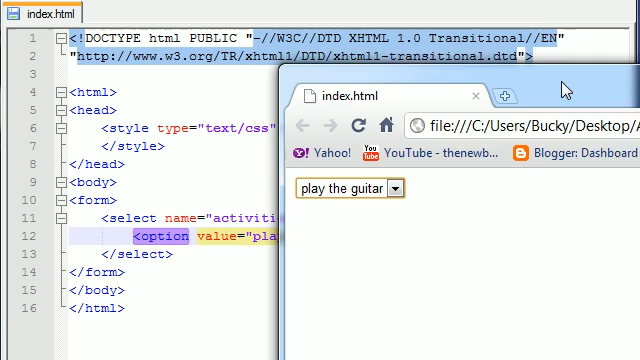 index.html
1 <!DOCTYPE html PUBLIC "-//W3C//DTD XHTML 1.0 Transitional//EN"
2 "http://www.w3.org/TR/xhtml1/DTD/xhtml1-transitional.dtd">
3
4 <html>
5 <head>
6 <style type="text/css"
7 </style>
8 </head>
9 <body>
10 <form>
11 <select name="activiti
12 <option value="pla
13 </select>
14 </form>
15 </body>
16 </html>
index.html
file:///C:/Users/Bucky/Desktop/A
Yahoo! YouTube - thenewb... Blogger: Dashboard
play the guitar